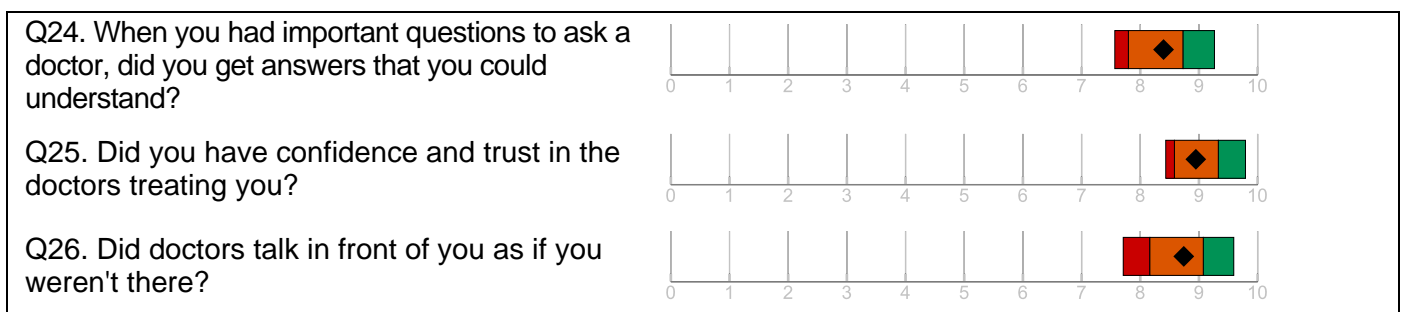 Q24. When you had important questions to ask a
doctor, did you get answers that you could
understand?
0 1 2 3 4 5 6 7 8 9 10
Q25. Did you have confidence and trust in the
doctors treating you?
0 1 2 3 4 5 6 7 8 9 10
Q26. Did doctors talk in front of you as if you
weren't there?
0 1 2 3 4 5 6 7 8 9 10